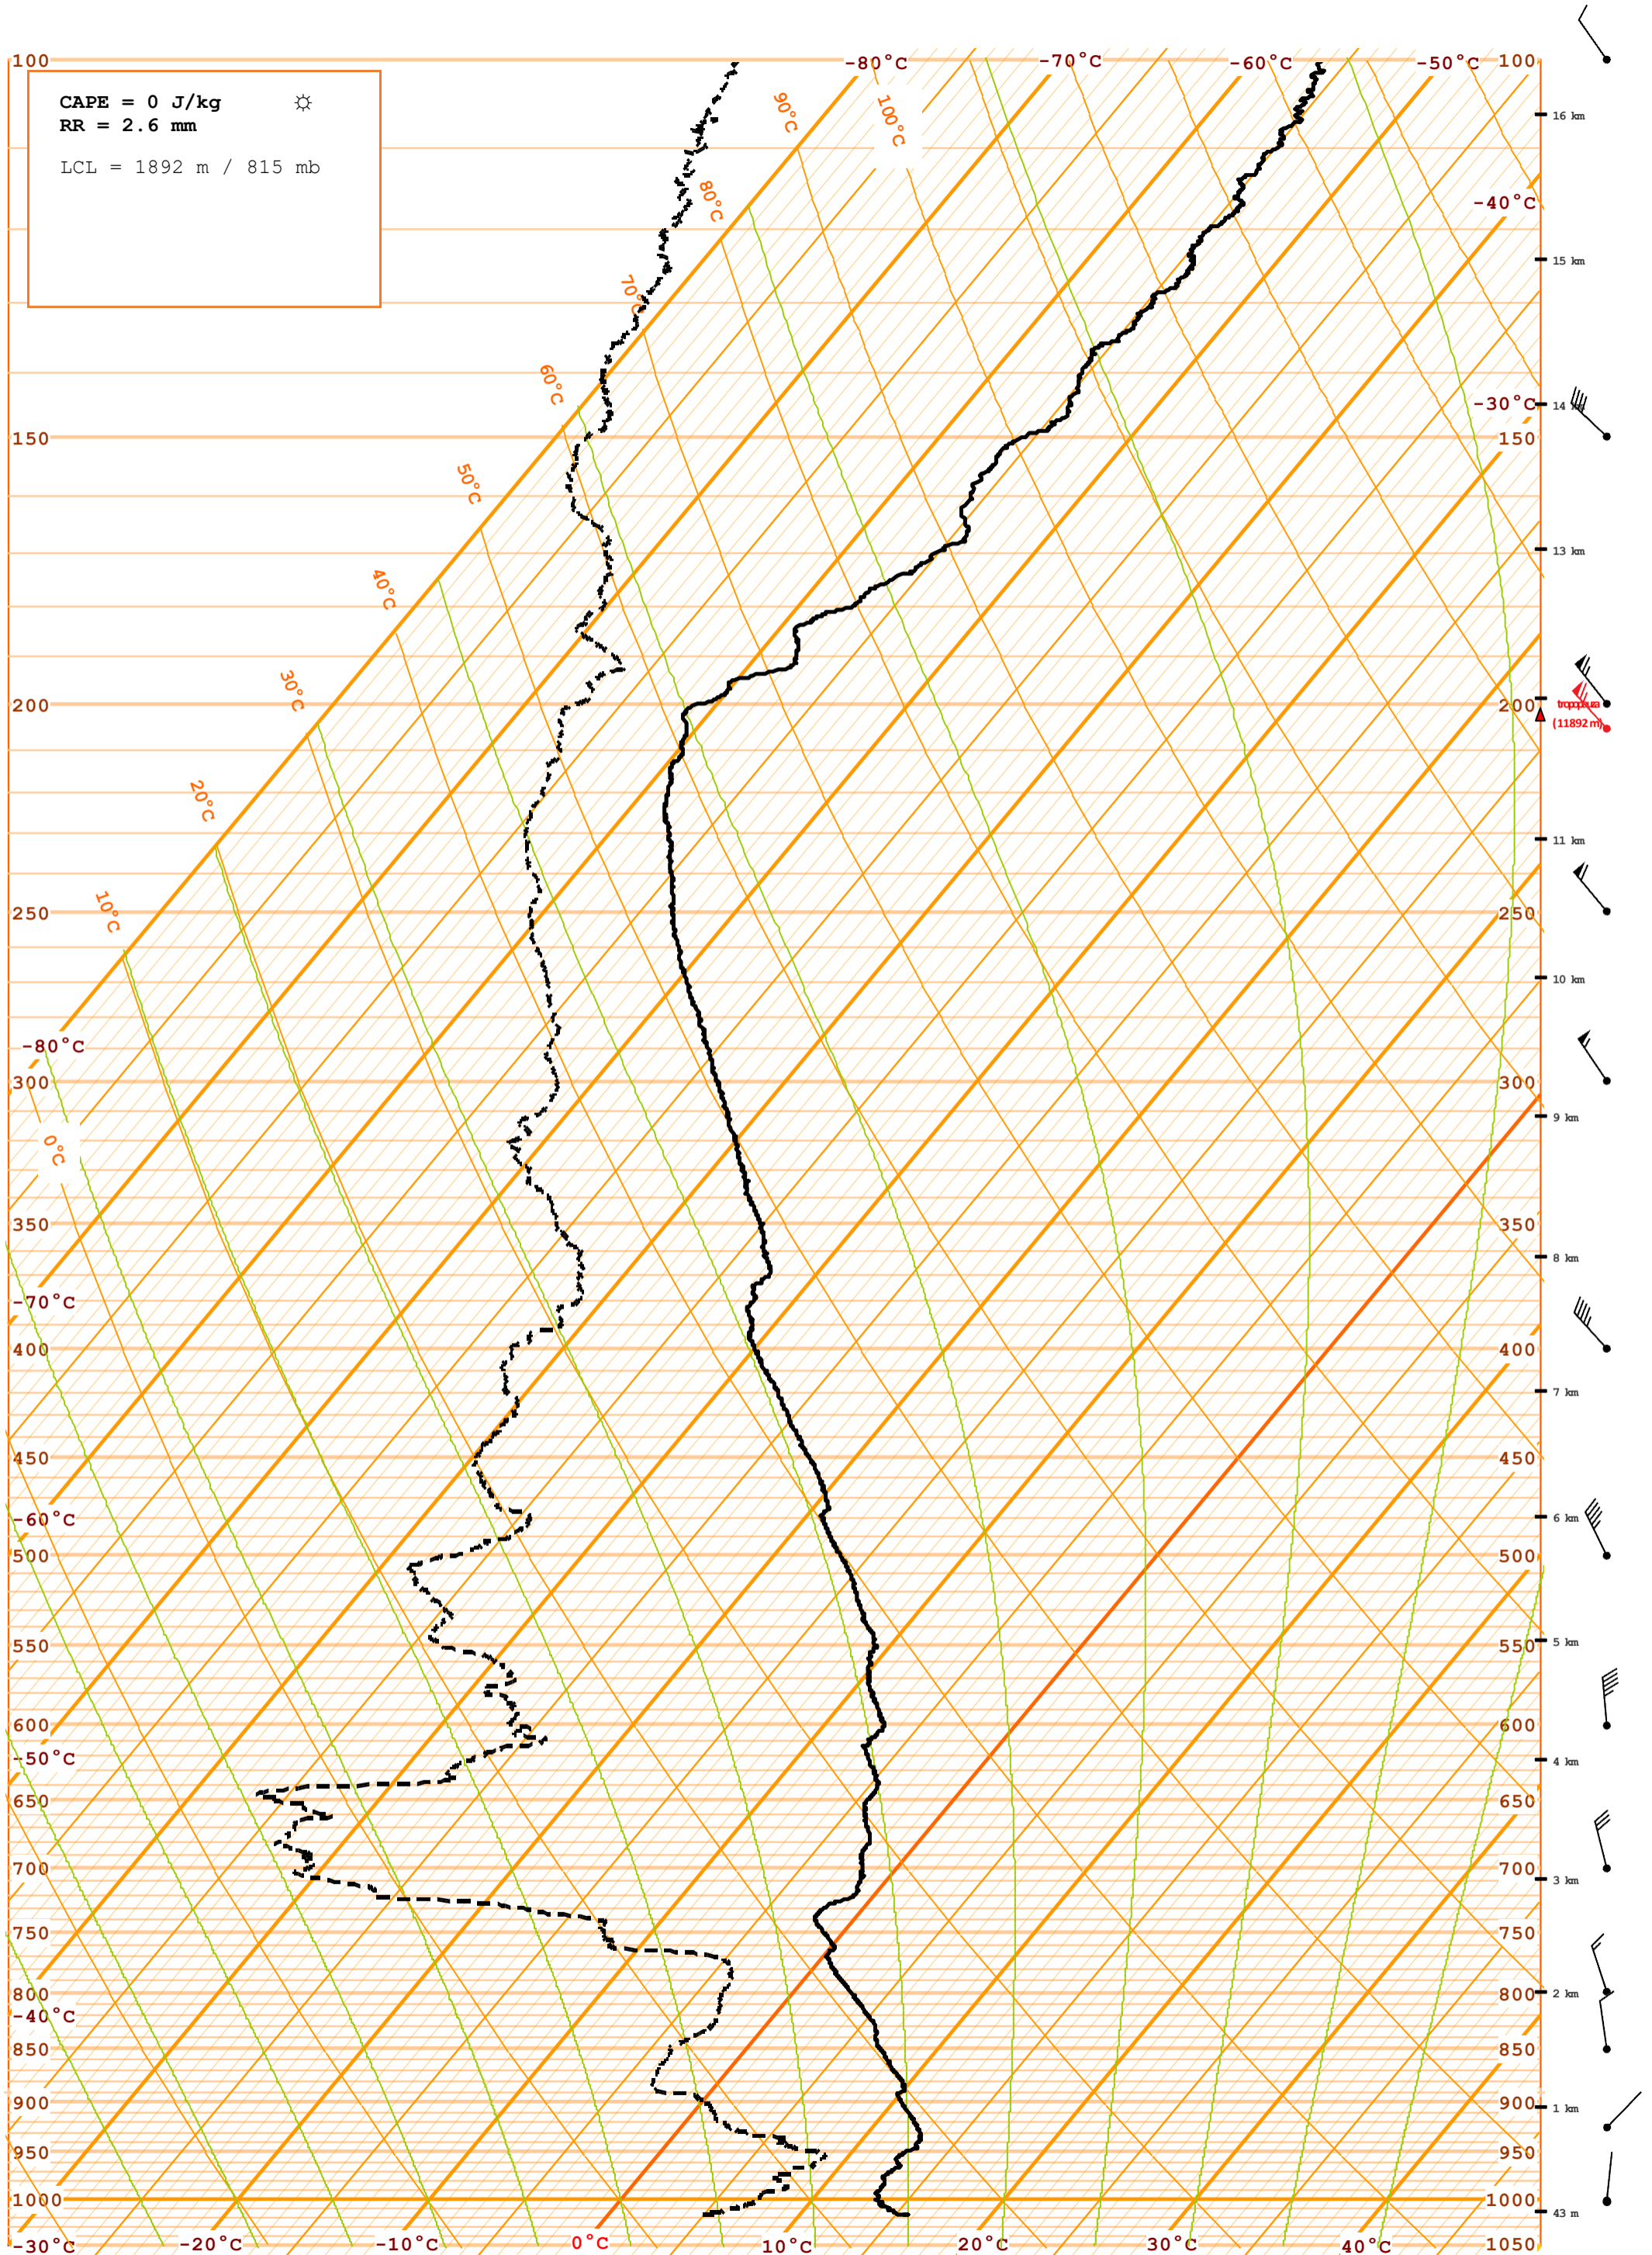 -80°C -70°C -60°C -50°C
100 100
CAPE = 0 J/kg ☼
RR = 2.6 mm
LCL = 1892 m / 815 mb
90°C 100°C
16 km
80°C
-40°C
15 km
70°C
60°C
-30°C 14 km
150 150
50°C
13 km
40°C
30°C
200 200 tropopauza
(11892 m)
20°C
11 km
10°C
250 250
10 km
-80°C
300 300
9 km
0°C
350 350
8 km
-70°C
400 400
7 km
450 450
-60°C 6 km
500 500
550 550 5 km
600 600
-50°C 4 km
650 650
700 700
3 km
750 750
800 800 2 km
-40°C
850 850
900 900 1 km
950 950
1000 1000
43 m
-30°C -20°C -10°C 0°C 10°C 20°C 30°C 40°C 1050